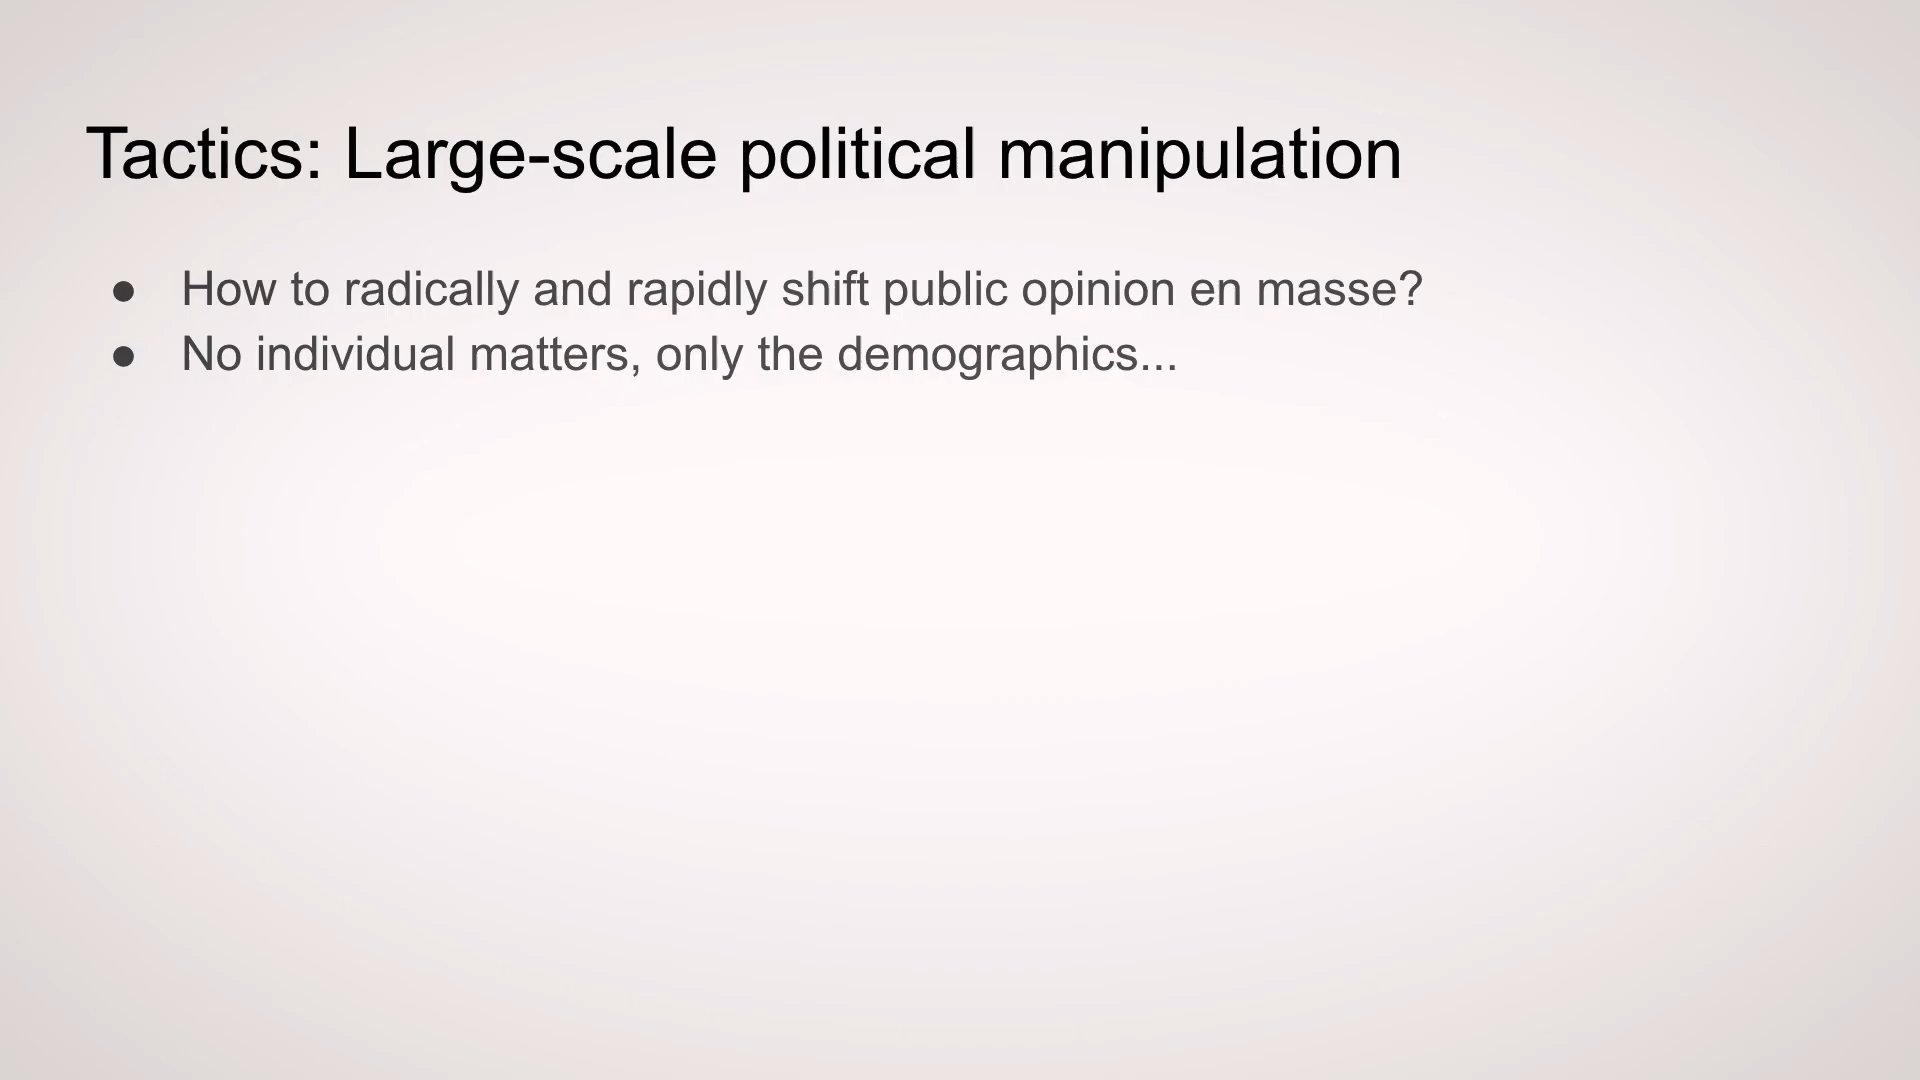 Tactics: Large-scale political manipulation
● How to radically and rapidly shift public opinion en masse?
● No individual matters, only the demographics...